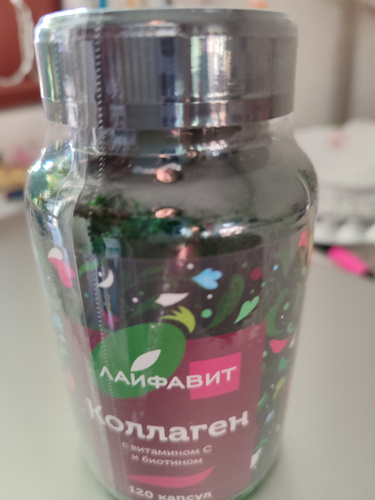 ЛАЙФАВИТ
Коллаген
с витамином С
и биотином
120 капсул